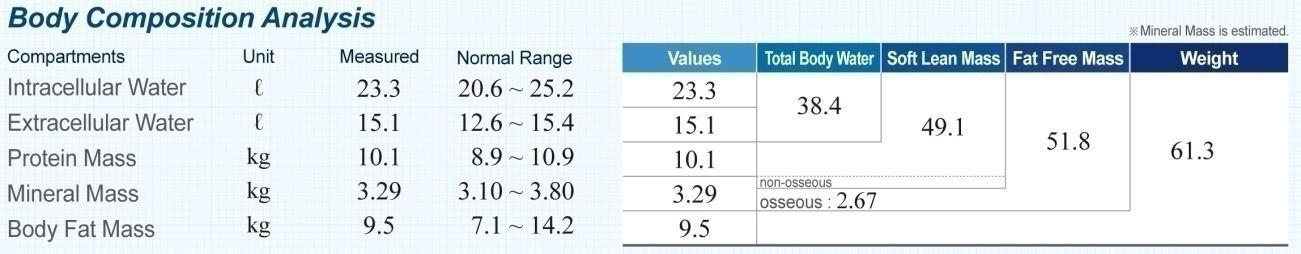 Body Composition Analysis
※ Mineral Mass is estimated.
Compartments Unit Measured Normal Range Values Total Body Water Soft Lean Mass Fat Free Mass Weight
Intracellular Water ℓ 23.3 20.6 ~ 25.2 23.3 38.4 49.1 51.8 61.3
Extracellular Water ℓ 15.1 12.6 ~ 15.4 15.1
Protein Mass kg 10.1 8.9 ~ 10.9 10.1
Mineral Mass kg 3.29 3.10 ~ 3.80 3.29 non-osseous
osseous : 2.67
Body Fat Mass kg 9.5 7.1 ~ 14.2 9.5